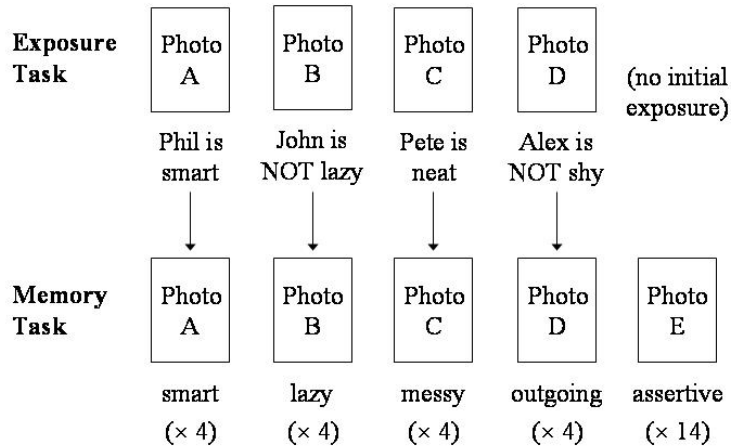 Exposure Task
Photo A
Photo B
Photo C
Photo D
(no initial exposure)
Phil is smart
John is NOT lazy
Pete is neat
Alex is NOT shy
Memory Task
Photo A
Photo B
Photo C
Photo D
Photo E
smart
lazy
messy
outgoing
assertive
(× 4)
(× 4)
(× 4)
(× 4)
(× 14)